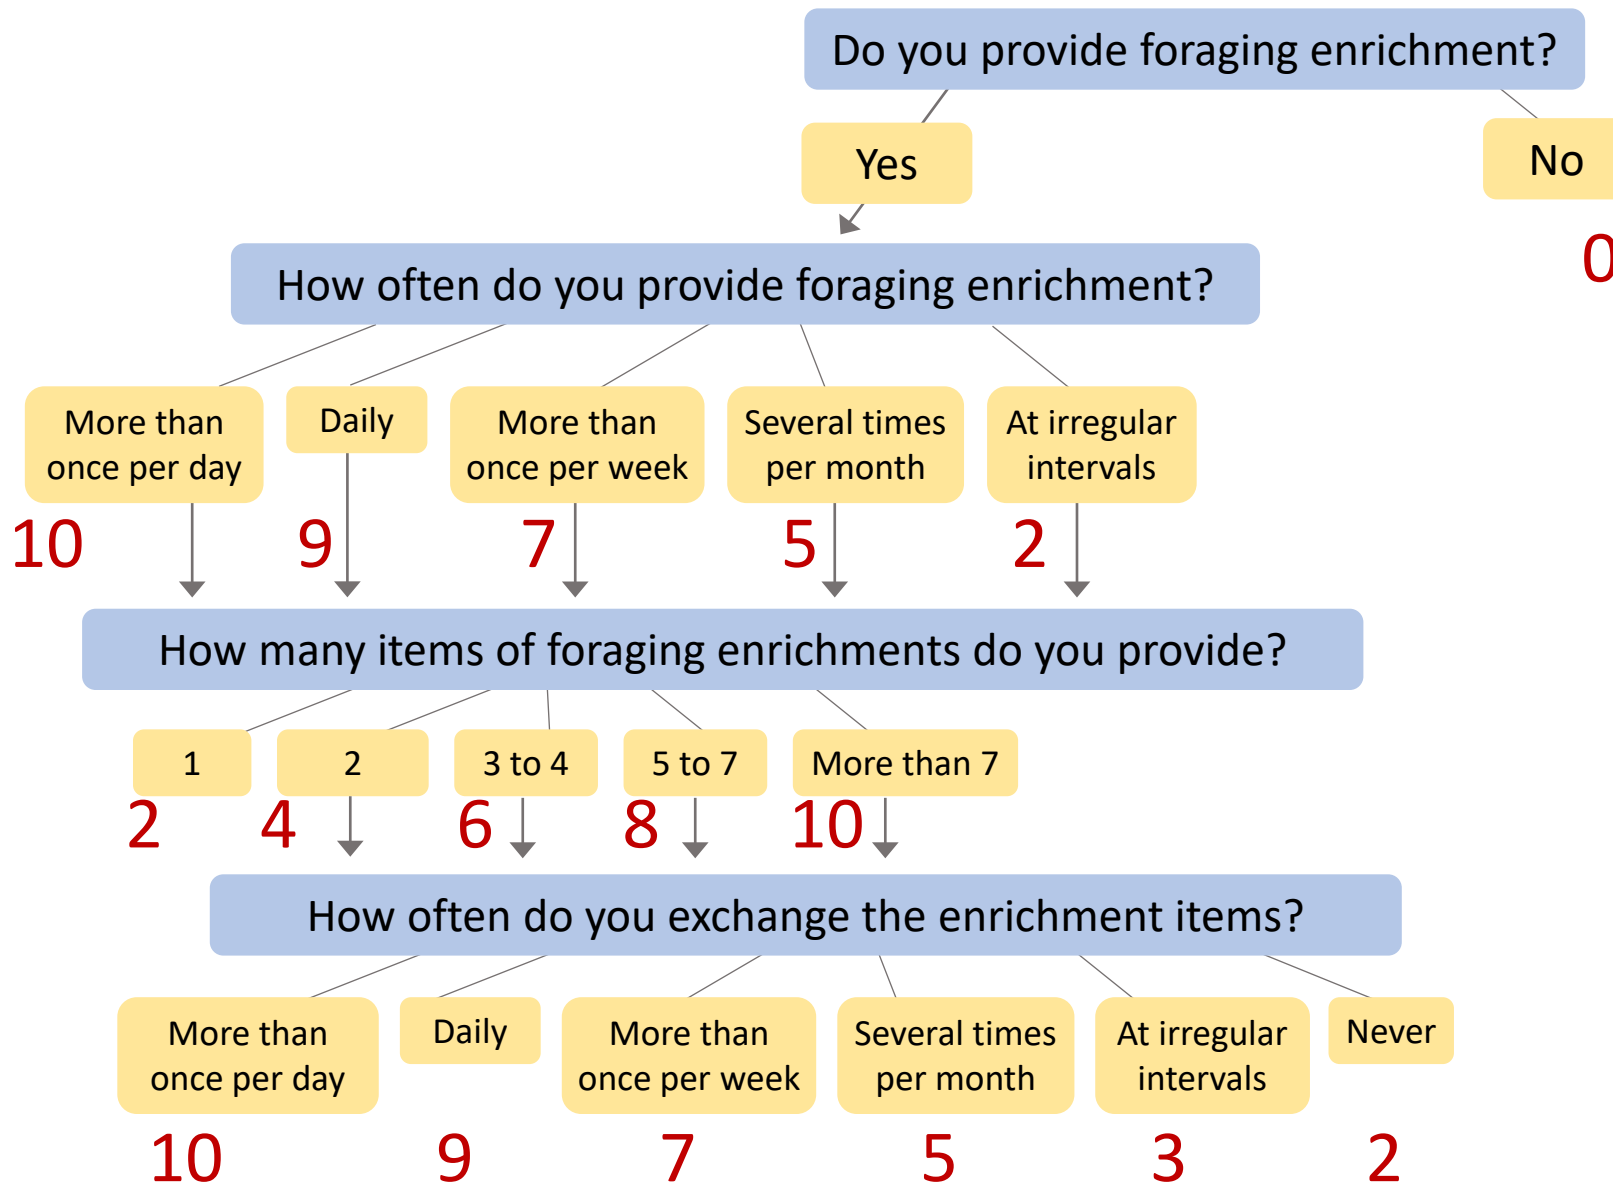 Do you provide foraging enrichment?
Yes
No
0
How often do you provide foraging enrichment?
More than
once per day
Daily
More than
once per week
Several times
per month
At irregular
intervals
10
9
7
5
2
How many items of foraging enrichments do you provide?
1
2
3 to 4
5 to 7
More than 7
2
4
6
8
10
How often do you exchange the enrichment items?
More than
once per day
Daily
More than
once per week
Several times
per month
At irregular
intervals
Never
10
9
7
5
3
2